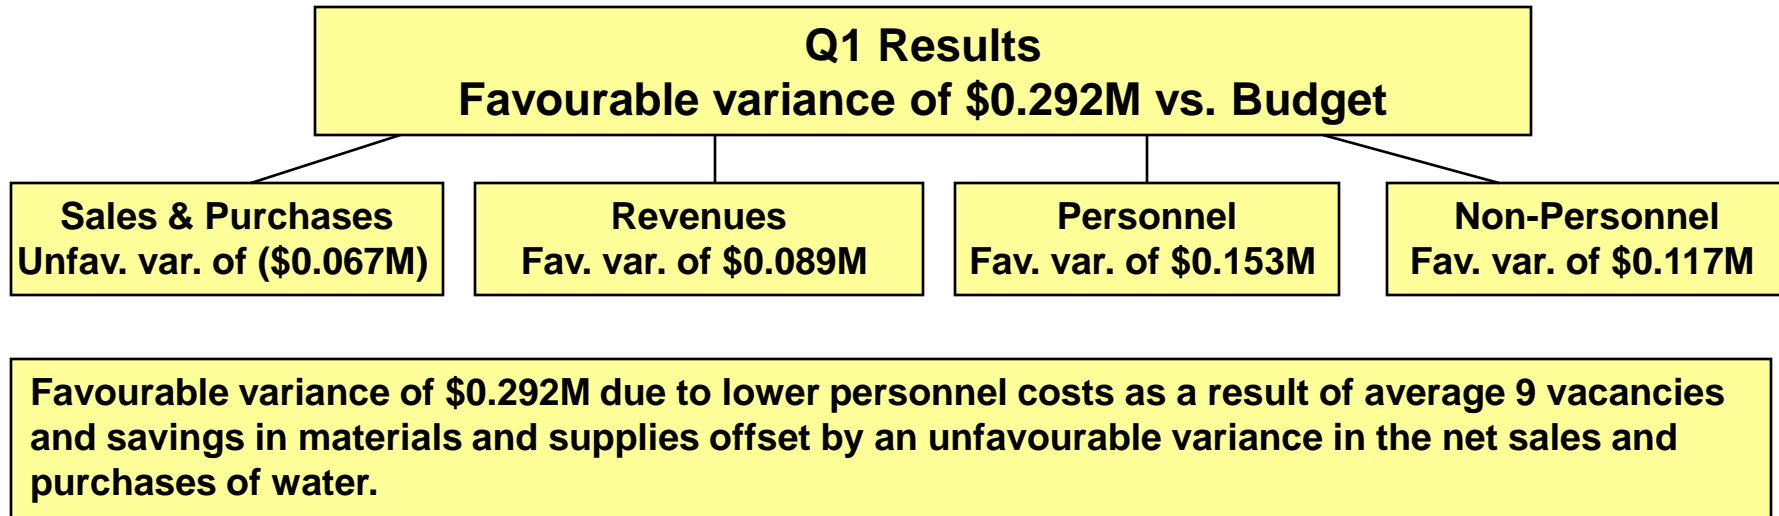 Q1 Results
Favourable variance of $0.292M vs. Budget
Sales & Purchases
Unfav. var. of ($0.067M)
Revenues
Fav. var. of $0.089M
Personnel
Fav. var. of $0.153M
Non-Personnel
Fav. var. of $0.117M
Favourable variance of $0.292M due to lower personnel costs as a result of average 9 vacancies
and savings in materials and supplies offset by an unfavourable variance in the net sales and
purchases of water.